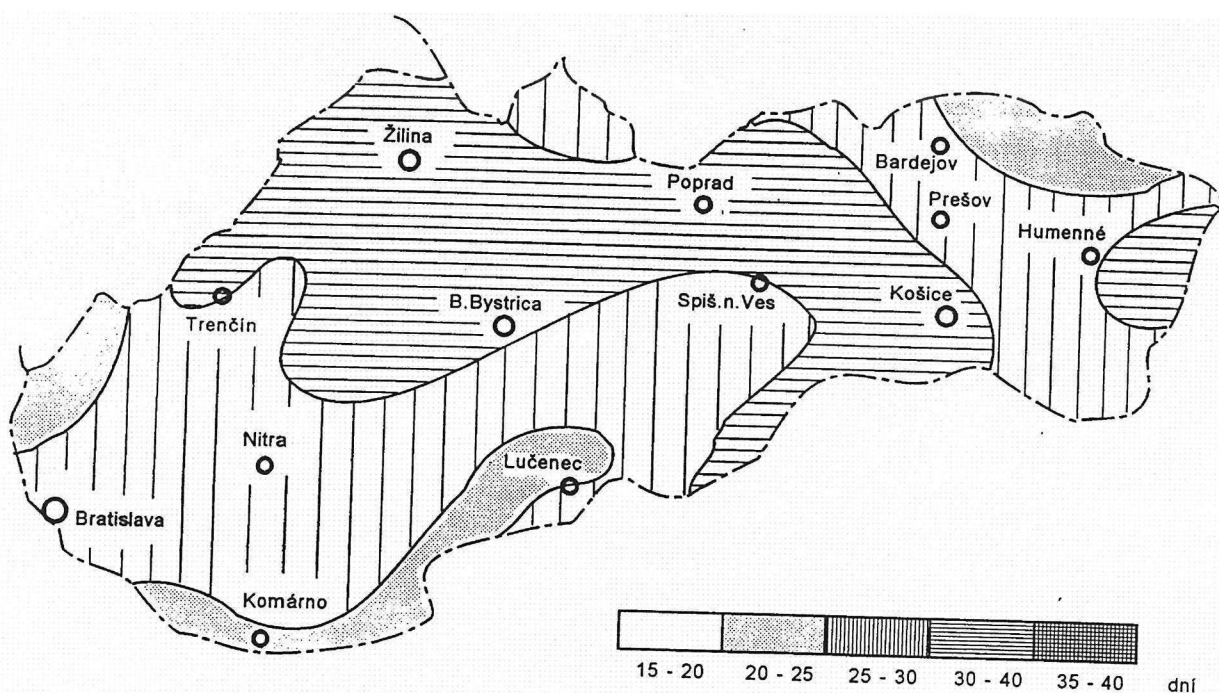 Žilina
Poprad
Bardejov
Prešov
Humenné
Trenčín
B.Bystrica
Spiš.n.Ves
Košice
Nitra
Lučenec
Bratislava
Komárno
15 - 20 20 - 25 25 - 30 30 - 40 35 - 40 dní